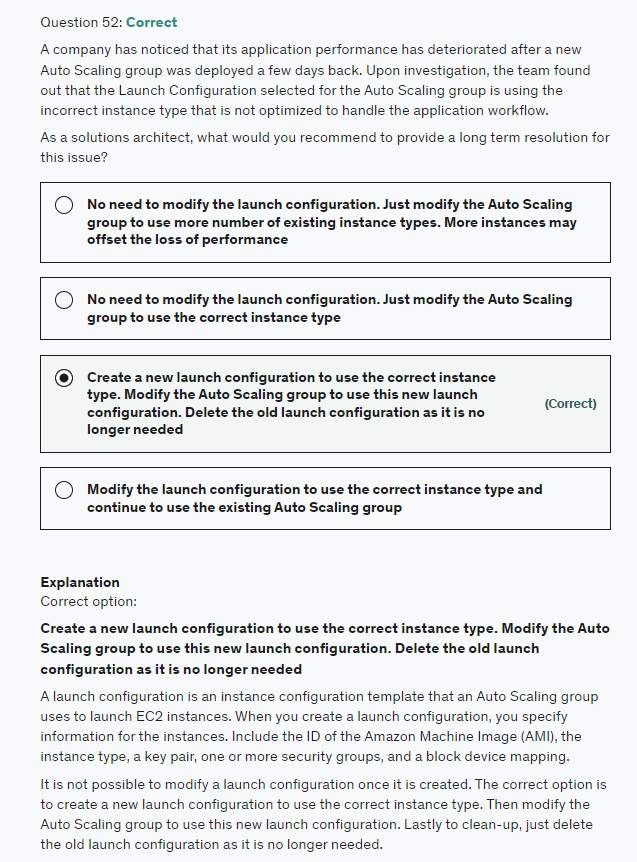 Question 52: Correct
A company has noticed that its application performance has deteriorated after a new
Auto Scaling group was deployed a few days back. Upon investigation, the team found
out that the Launch Configuration selected for the Auto Scaling group is using the
incorrect instance type that is not optimized to handle the application workflow.
As a solutions architect, what would you recommend to provide a long term resolution for
this issue?
No need to modify the launch configuration. Just modify the Auto Scaling
group to use more number of existing instance types. More instances may
offset the loss of performance
No need to modify the launch configuration. Just modify the Auto Scaling
group to use the correct instance type
Create a new launch configuration to use the correct instance
type. Modify the Auto Scaling group to use this new launch
configuration. Delete the old launch configuration as it is no
longer needed
(Correct)
Modify the launch configuration to use the correct instance type and
continue to use the existing Auto Scaling group
Explanation
Correct option:
Create a new launch configuration to use the correct instance type. Modify the Auto
Scaling group to use this new launch configuration. Delete the old launch
configuration as it is no longer needed
A launch configuration is an instance configuration template that an Auto Scaling group
uses to launch EC2 instances. When you create a launch configuration, you specify
information for the instances. Include the ID of the Amazon Machine Image (AMI), the
instance type, a key pair, one or more security groups, and a block device mapping.
It is not possible to modify a launch configuration once it is created. The correct option is
to create a new launch configuration to use the correct instance type. Then modify the
Auto Scaling group to use this new launch configuration. Lastly to clean-up, just delete
the old launch configuration as it is no longer needed.